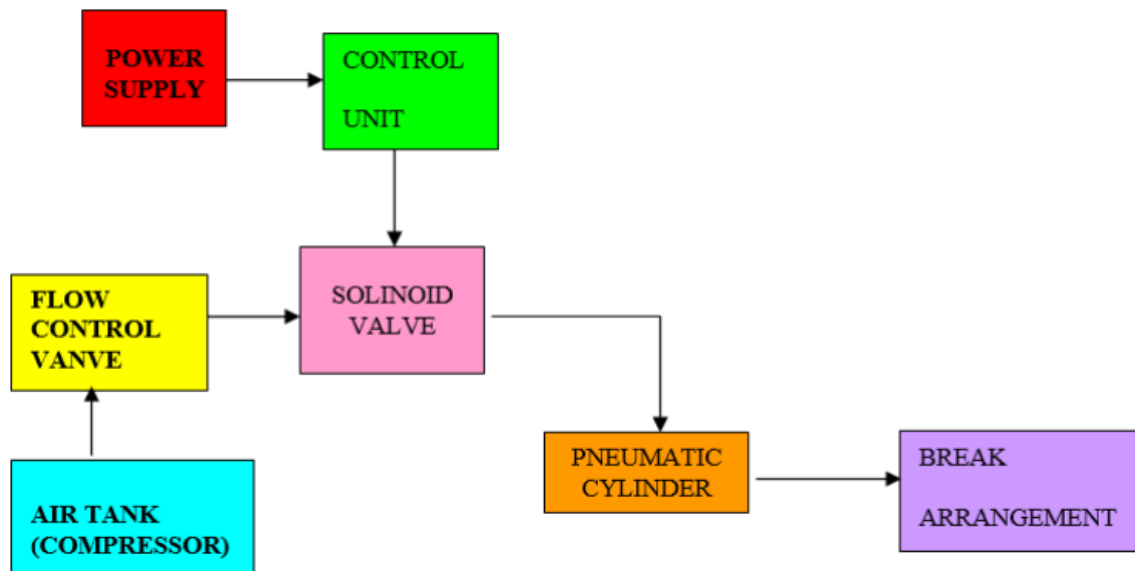 POWER
SUPPLY
CONTROL
UNIT
FLOW
CONTROL
VANVE
SOLINOID
VALVE
AIR TANK
(COMPRESSOR)
PNEUMATIC
CYLINDER
BREAK
ARRANGEMENT